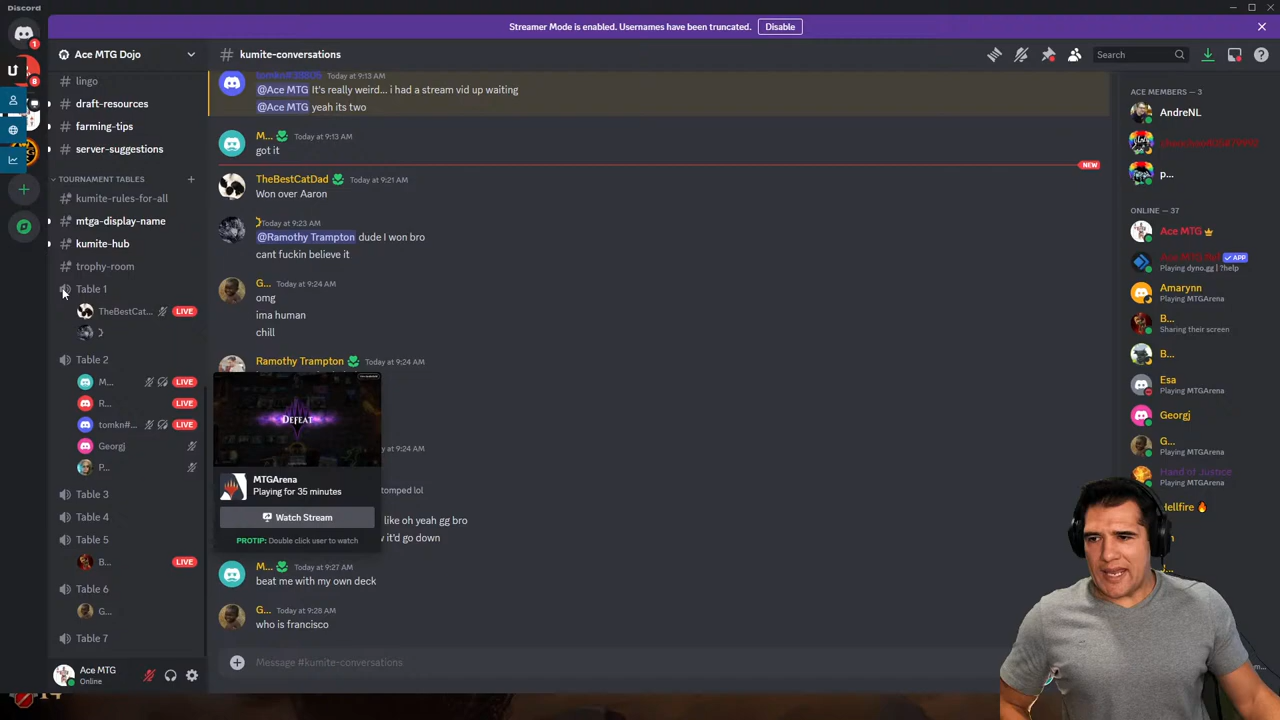 Discord
Streamer Mode is enabled. Usernames have been truncated.
Disable
1
8
Ace MTG Dojo
lingo
draft-resources
farming-tips
server-suggestions
TOURNAMENT TABLES
kumite-rules-for-all
mtga-display-name
kumite-hub
trophy-room
Table 1
TheBestCat... LIVE
Table 2
M... LIVE
R... LIVE
tomkn#... LIVE
Georgj
P...
Table 3
Table 4
Table 5
B... LIVE
Table 6
G...
Table 7
Ace MTG
Online
14
# kumite-conversations
Search
Today at 9:13 AM
@Ace MTG It's really weird... i had a stream vid up waiting
@Ace MTG yeah its two
M... Today at 9:13 AM
got it
NEW
TheBestCatDad Today at 9:21 AM
Won over Aaron
Today at 9:23 AM
@Ramothy Trampton dude I won bro
cant fuckin believe it
G... Today at 9:24 AM
omg
ima human
chill
Ramothy Trampton Today at 9:24 AM
DEFEAT
at 9:24 AM
MTGArena
Playing for 35 minutes
tomped lol
Watch Stream
like oh yeah gg bro
it'd go down
PROTIP: Double click user to watch
M... Today at 9:27 AM
beat me with my own deck
G... Today at 9:28 AM
who is francisco
Message #kumite-conversations
ACE MEMBERS — 3
AndreNL
p...
ONLINE — 37
Ace MTG
APP
Playing dyno.gg | ?help
Amarynn
Playing MTGArena
B...
Sharing their screen
B...
Esa
Playing MTGArena
Georgj
G...
Playing MTGArena
Hand of Justice
Playing MTGArena
Hellfire